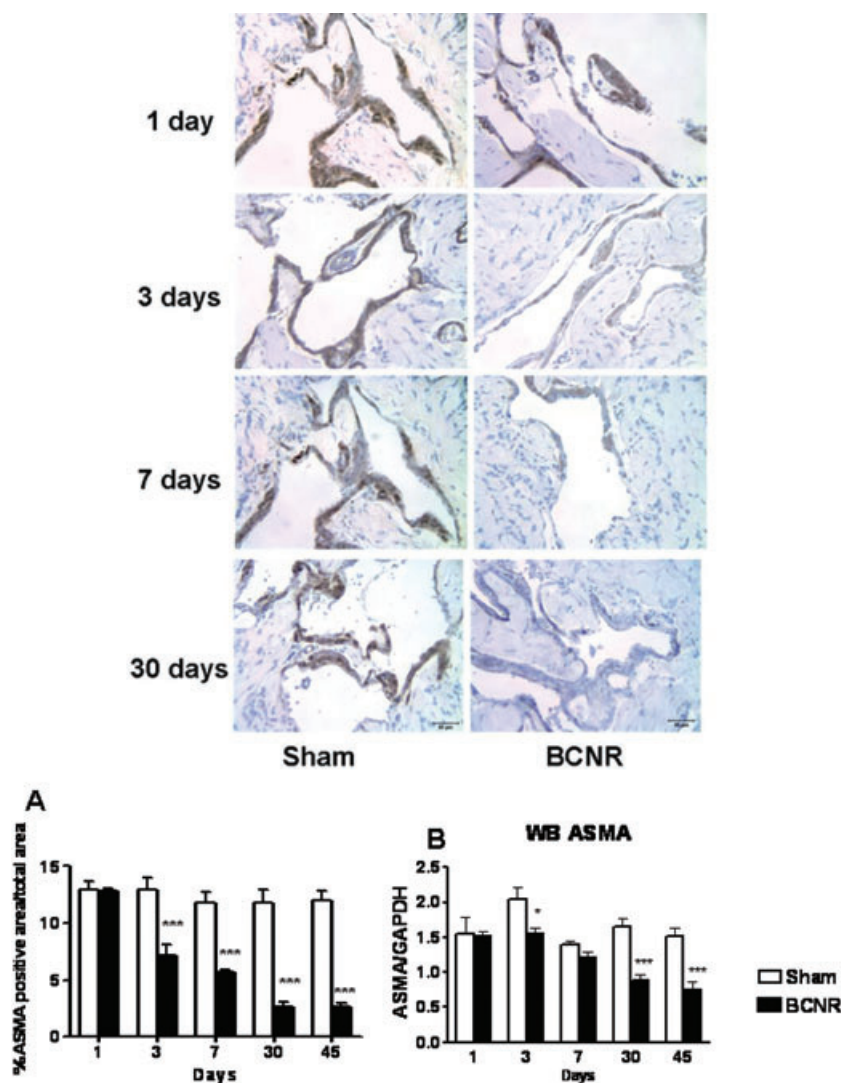 1 day
3 days
7 days
30 days
Sham BCNR
A
%ASMA positive area/total area
15
10
5
0
***
***
***
***
1 3 7 30 45
Days
B
WB ASMA
ASMA/GAPDH
2.5
2.0
1.5
1.0
0.5
0.0
*
***
***
1 3 7 30 45
Days
Sham
BCNR